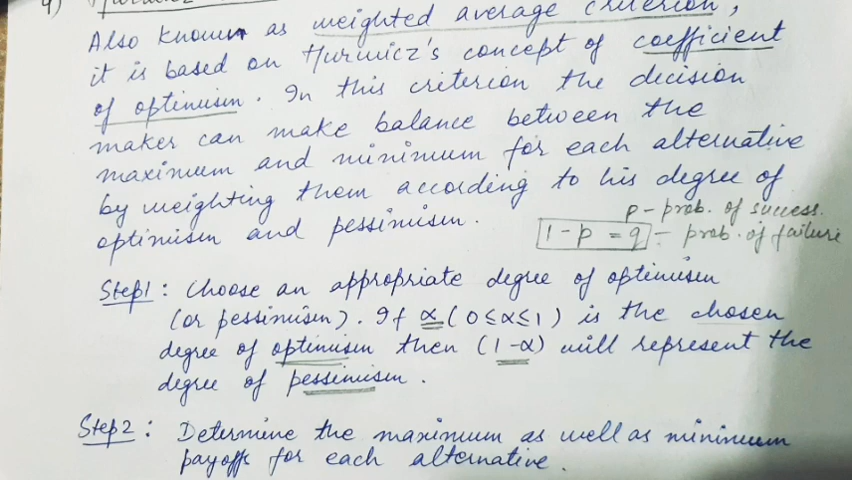 4) Hurwicz
Also known as weighted average criterion,
it is based on Hurwicz's concept of coefficient
of optimism. In this criterion the decision
maker can make balance between the
maximum and minimum for each alternative
by weighting them according to his degree of
optimism and pessimism.
p - prob. of success.
1 - p = q - prob. of failure
Step1 : Choose an appropriate degree of optimism
(or pessimism). If α (0≤α≤1) is the chosen
degree of optimism then (1-α) will represent the
degree of pessimism.
Step2 : Determine the maximum as well as minimum
payoffs for each alternative.